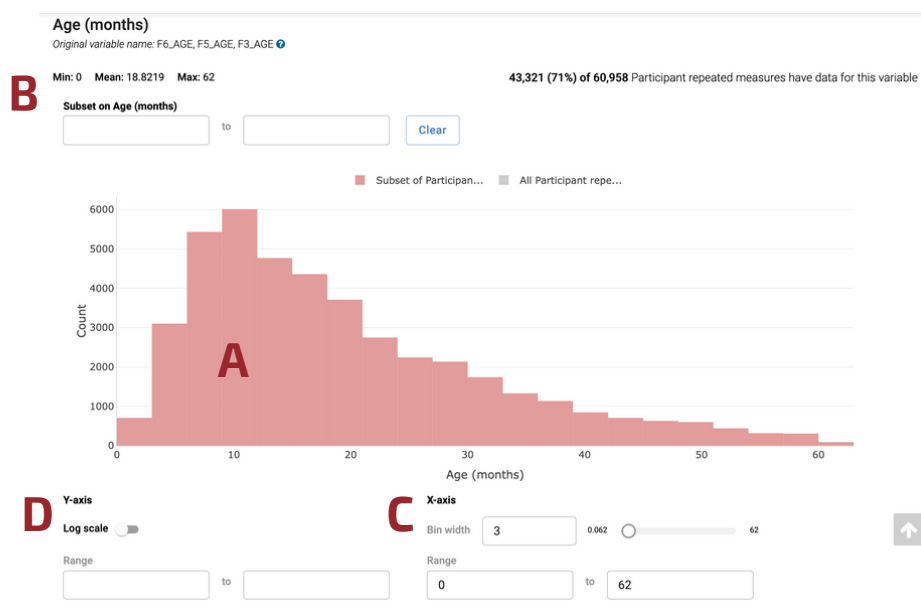 Age (months)
Original variable name: F6_AGE, F5_AGE, F3_AGE ?
B
Min: 0 Mean: 18.8219 Max: 62
43,321 (71%) of 60,958 Participant repeated measures have data for this variable
Subset on Age (months)
to
Clear
Subset of Participan...
All Participant repe...
Count
6000
5000
4000
3000
2000
1000
0
A
0 10 20 30 40 50 60
Age (months)
D
Y-axis
Log scale
Range
to
C
X-axis
Bin width 3 0.062 62
Range
0 to 62